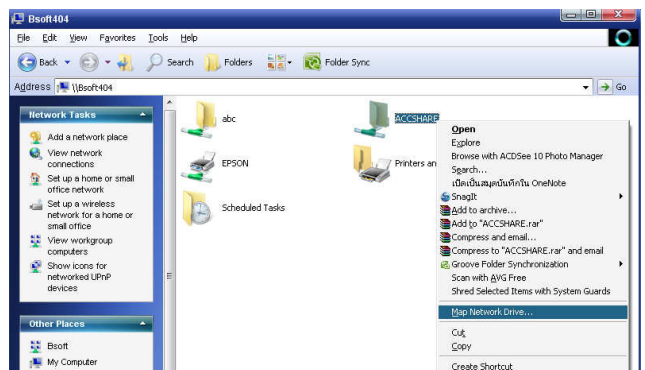 Bsoft404
File Edit View Favorites Tools Help
Back Search Folders Folder Sync
Address \\Bsoft404 Go
Network Tasks
Add a network place
View network
connections
Set up a home or small
office network
Set up a wireless
network for a home or
small office
View workgroup
computers
Show icons for
networked UPnP
devices
Other Places
Bsoft
My Computer
abc
ACCSHARE
EPSON
Printers an
Scheduled Tasks
Open
Explore
Browse with ACDSee 10 Photo Manager
Search...
เปิดเป็นสมุดบันทึกใน OneNote
SnagIt
Add to archive...
Add to "ACCSHARE.rar"
Compress and email...
Compress to "ACCSHARE.rar" and email
Groove Folder Synchronization
Scan with AVG Free
Shred Selected Items with System Guards
Map Network Drive...
Cut
Copy
Create Shortcut